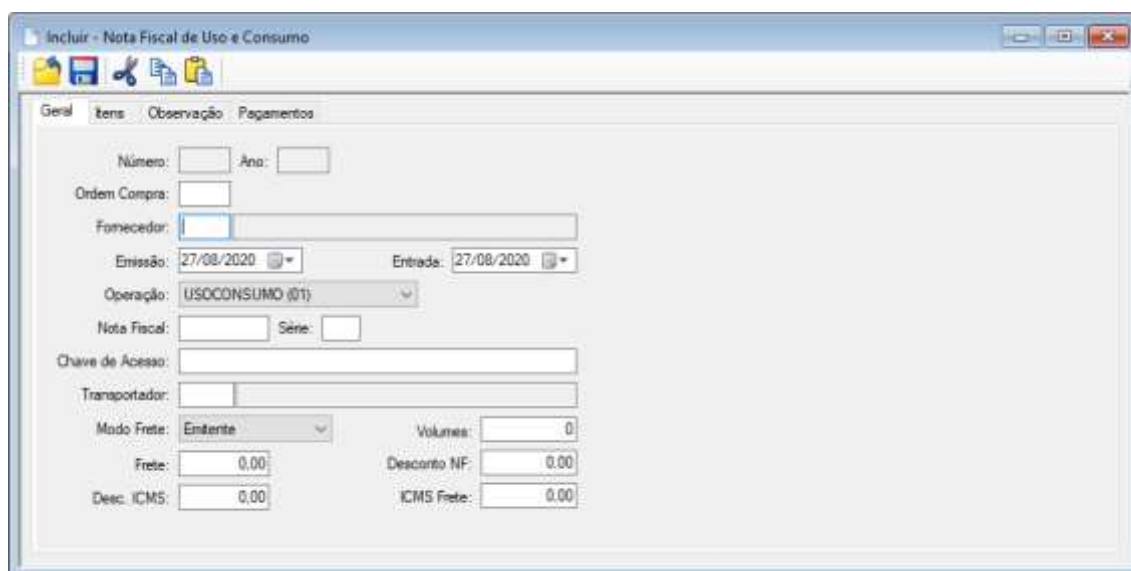 Incluir - Nota Fiscal de Uso e Consumo
Geral Itens Observação Pagamentos
Número: Ano:
Ordem Compra:
Fornecedor:
Emissão: 27/08/2020 Entrada: 27/08/2020
Operação: USOCONSUMO (01)
Nota Fiscal: Série:
Chave de Acesso:
Transportador:
Modo Frete: Emitente Volumes: 0
Frete: 0,00 Desconto NF: 0,00
Desc. ICMS: 0,00 ICMS Frete: 0,00